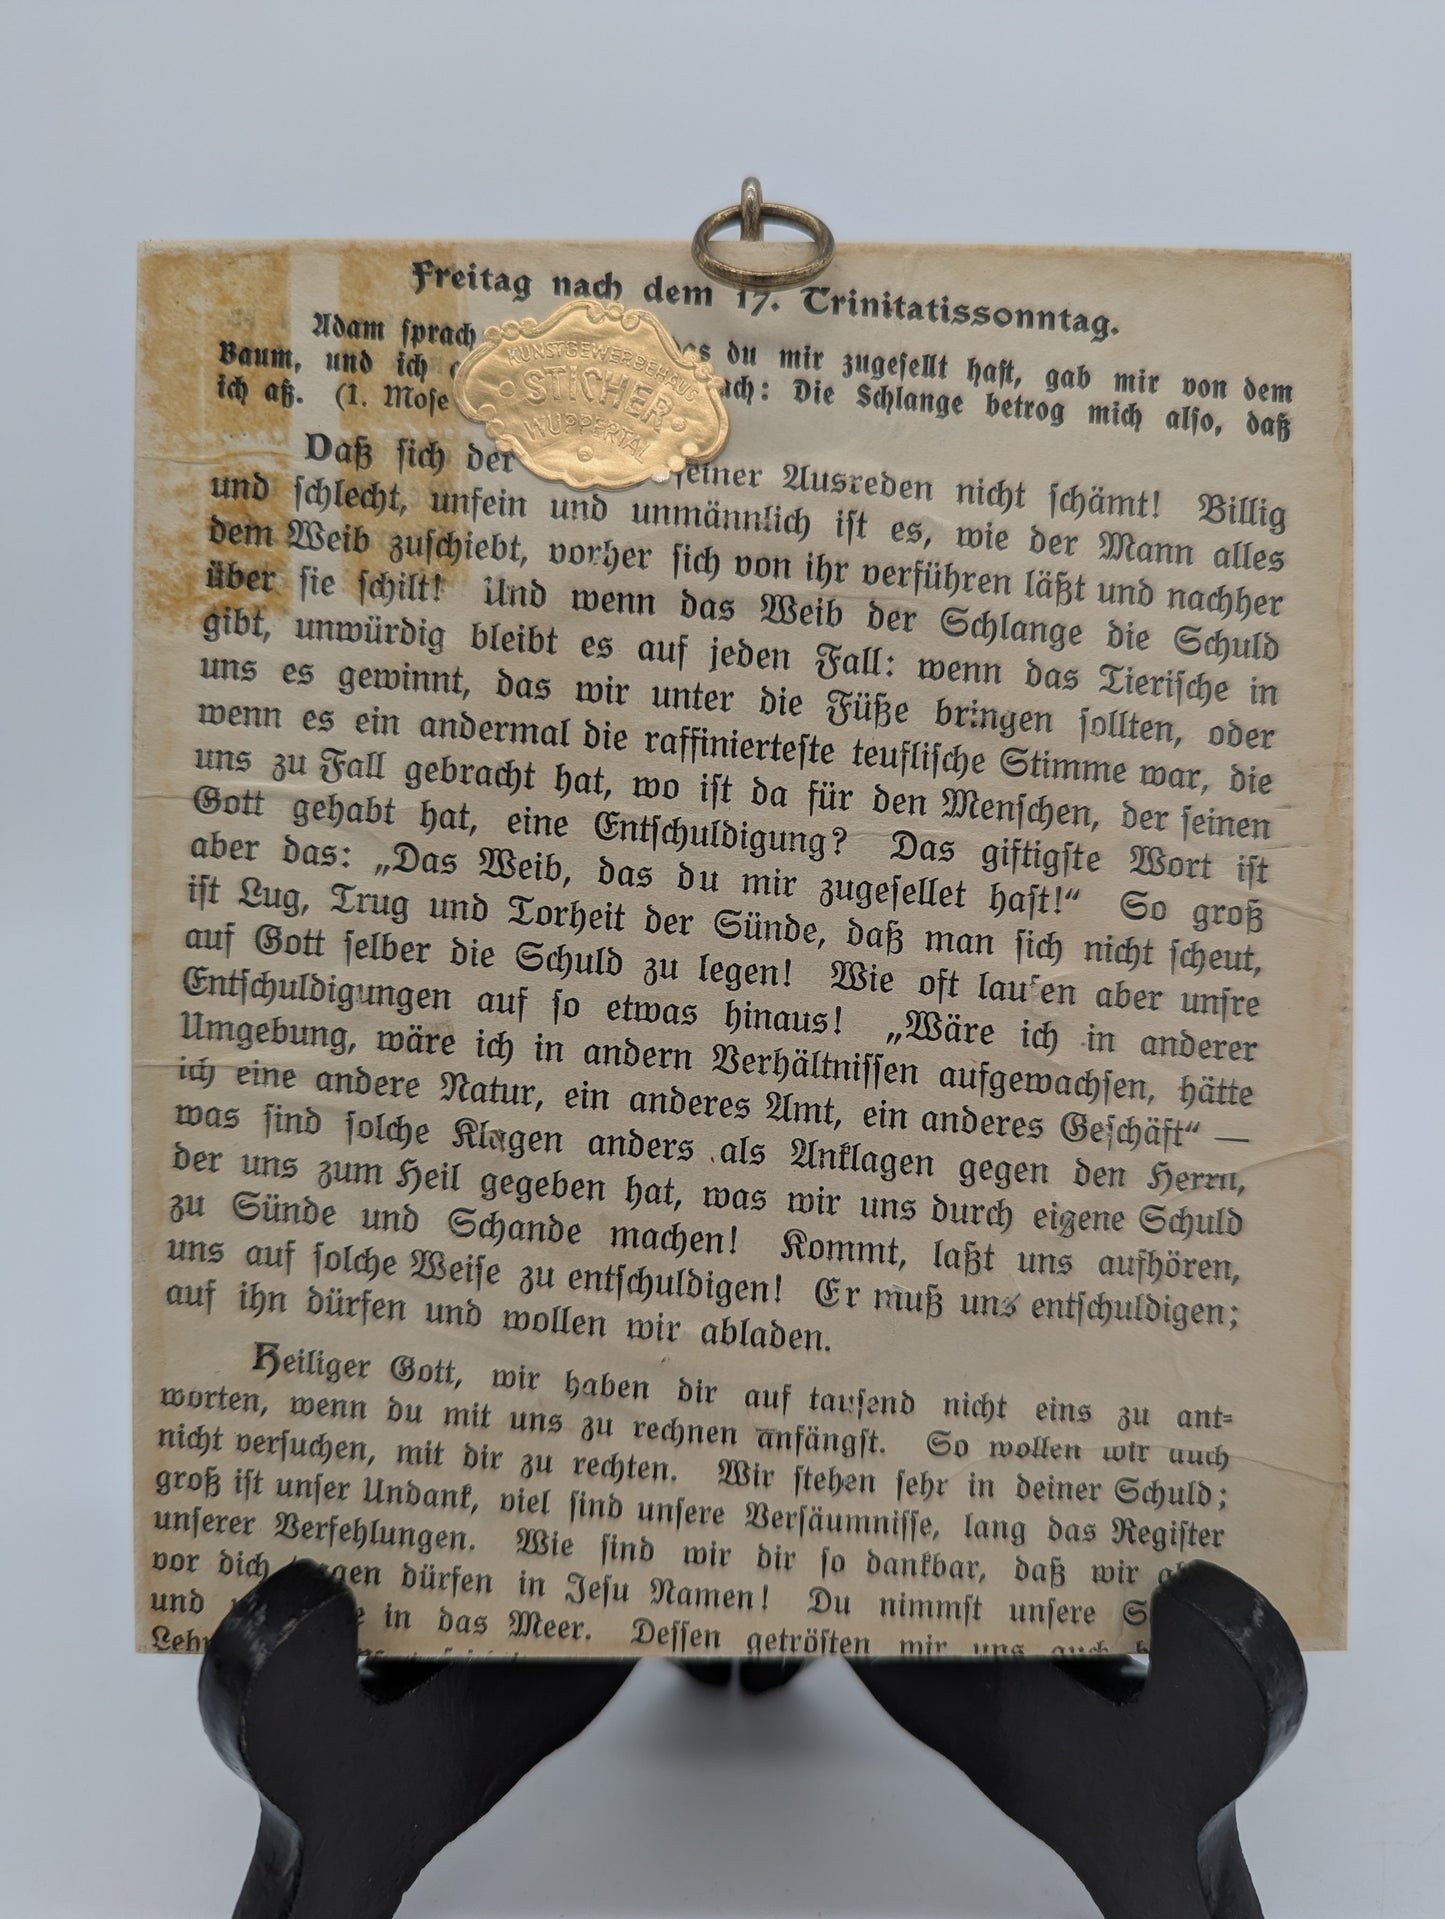 Freitag nach dem 17. Trinitatissonntag.
Adam sprach du mir zugesellt hast, gab mir von dem
Baum, und ich Die Schlange betrog mich also, daß
ich aß. (1. Mose
KUNSTGEWERBEHAUS
STICHER
WUPPERTAL
Daß sich der seiner Ausreden nicht schämt! Billig
und schlecht, unfein und unmännlich ist es, wie der Mann alles
dem Weib zuschiebt, vorher sich von ihr verführen läßt und nachher
über sie schilt! Und wenn das Weib der Schlange die Schuld
gibt, unwürdig bleibt es auf jeden Fall: wenn das Tierische in
uns es gewinnt, das wir unter die Füße bringen sollten, oder
wenn es ein andermal die raffinierteste teuflische Stimme war, die
uns zu Fall gebracht hat, wo ist da für den Menschen, der seinen
Gott gehabt hat, eine Entschuldigung? Das giftigste Wort ist
aber das: „Das Weib, das du mir zugesellet hast!“ So groß
ist Lug, Trug und Torheit der Sünde, daß man sich nicht scheut,
auf Gott selber die Schuld zu legen! Wie oft laufen aber unsre
Entschuldigungen auf so etwas hinaus! „Wäre ich in anderer
Umgebung, wäre ich in andern Verhältnissen aufgewachsen, hätte
ich eine andere Natur, ein anderes Amt, ein anderes Geschäft“ —
was sind solche Klagen anders als Anklagen gegen den Herrn,
der uns zum Heil gegeben hat, was wir uns durch eigene Schuld
zu Sünde und Schande machen! Kommt, laßt uns aufhören,
uns auf solche Weise zu entschuldigen! Er muß uns entschuldigen;
auf ihn dürfen und wollen wir abladen.
Heiliger Gott, wir haben dir auf tausend nicht eins zu ant-
worten, wenn du mit uns zu rechnen anfängst. So wollen wir auch
nicht versuchen, mit dir zu rechten. Wir stehen sehr in deiner Schuld;
groß ist unser Undank, viel sind unsere Versäumnisse, lang das Register
unserer Verfehlungen. Wie sind wir dir so dankbar, daß wir
vor dich dürfen in Jesu Namen! Du nimmst unsere
und in das Meer. Dessen getrösten wir uns auch